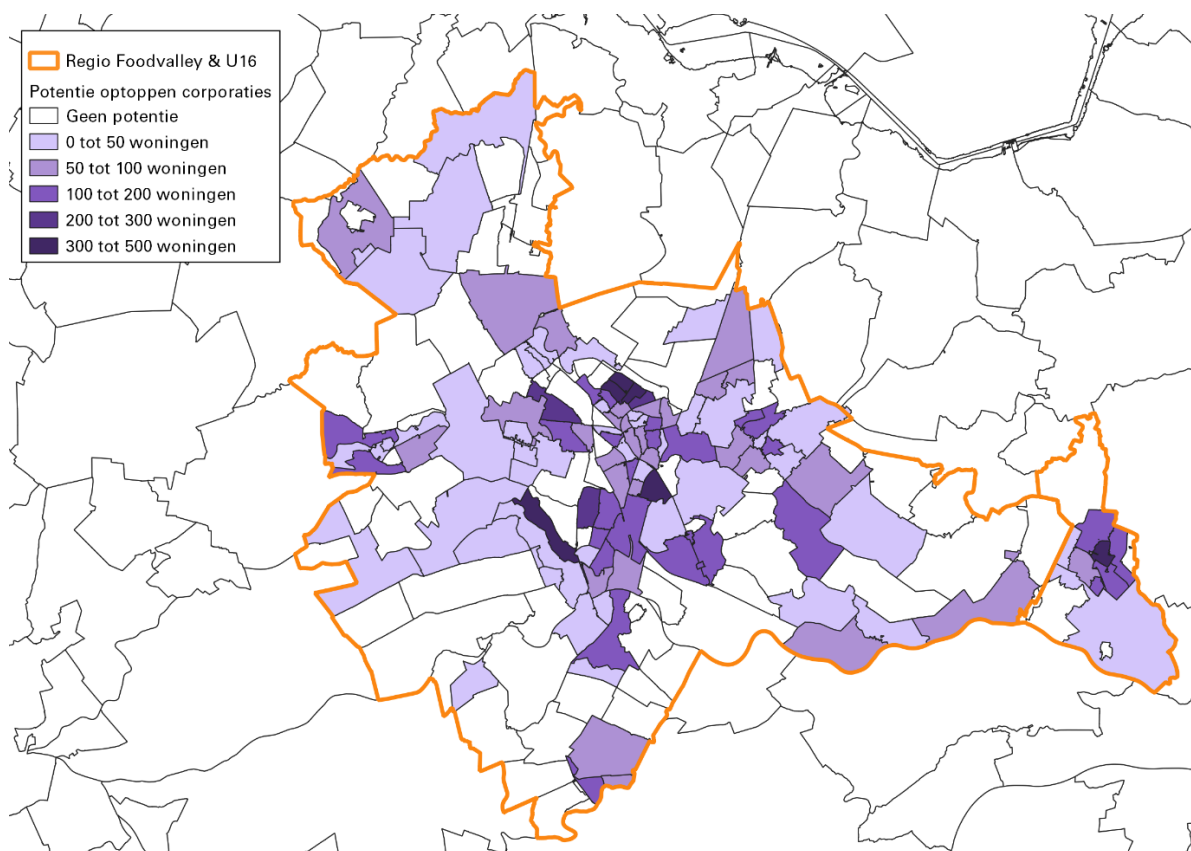 Regio Foodvalley & U16
Potentie optoppen corporaties
Geen potentie
0 tot 50 woningen
50 tot 100 woningen
100 tot 200 woningen
200 tot 300 woningen
300 tot 500 woningen